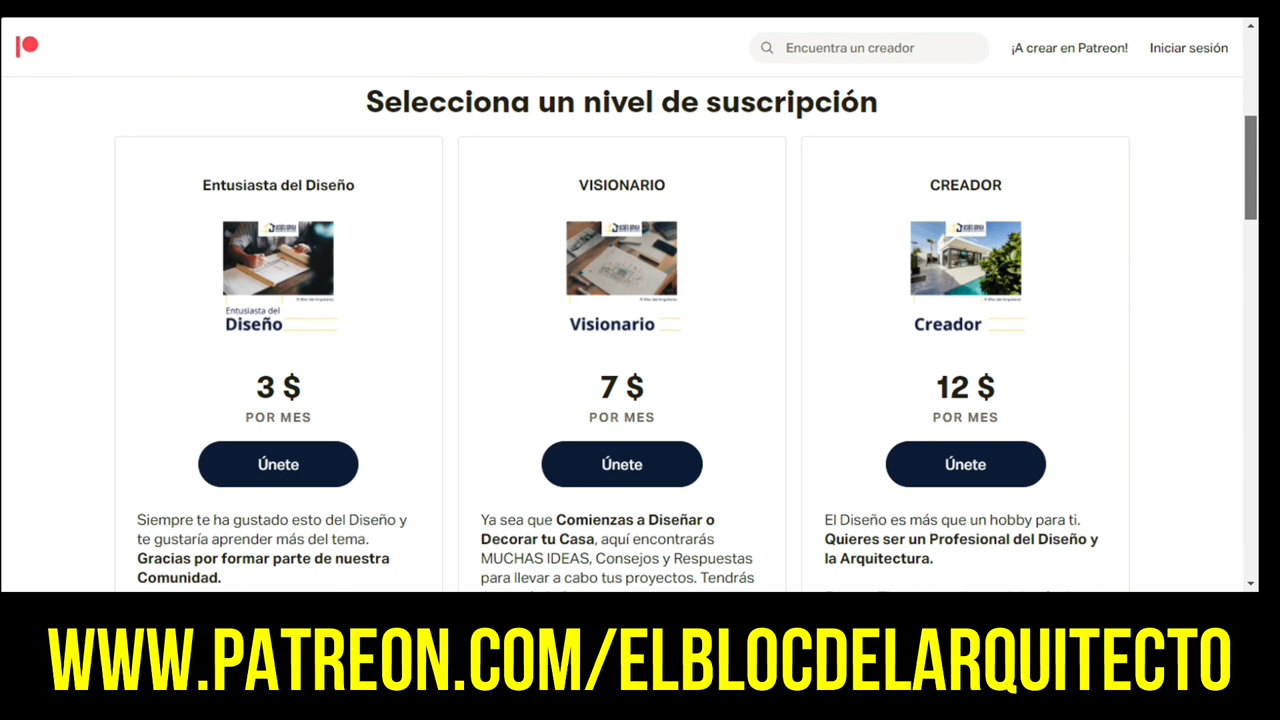 Encuentra un creador
¡A crear en Patreon!
Iniciar sesión
Selecciona un nivel de suscripción
Entusiasta del Diseño
Entusiasta del
Diseño
3 $
POR MES
Únete
Siempre te ha gustado esto del Diseño y
te gustaría aprender más del tema.
Gracias por formar parte de nuestra
Comunidad.
VISIONARIO
Visionario
7 $
POR MES
Únete
Ya sea que Comienzas a Diseñar o
Decorar tu Casa, aquí encontrarás
MUCHAS IDEAS, Consejos y Respuestas
para llevar a cabo tus proyectos. Tendrás
CREADOR
Creador
12 $
POR MES
Únete
El Diseño es más que un hobby para ti.
Quieres ser un Profesional del Diseño y
la Arquitectura.
WWW.PATREON.COM/ELBLOCDELARQUITECTO